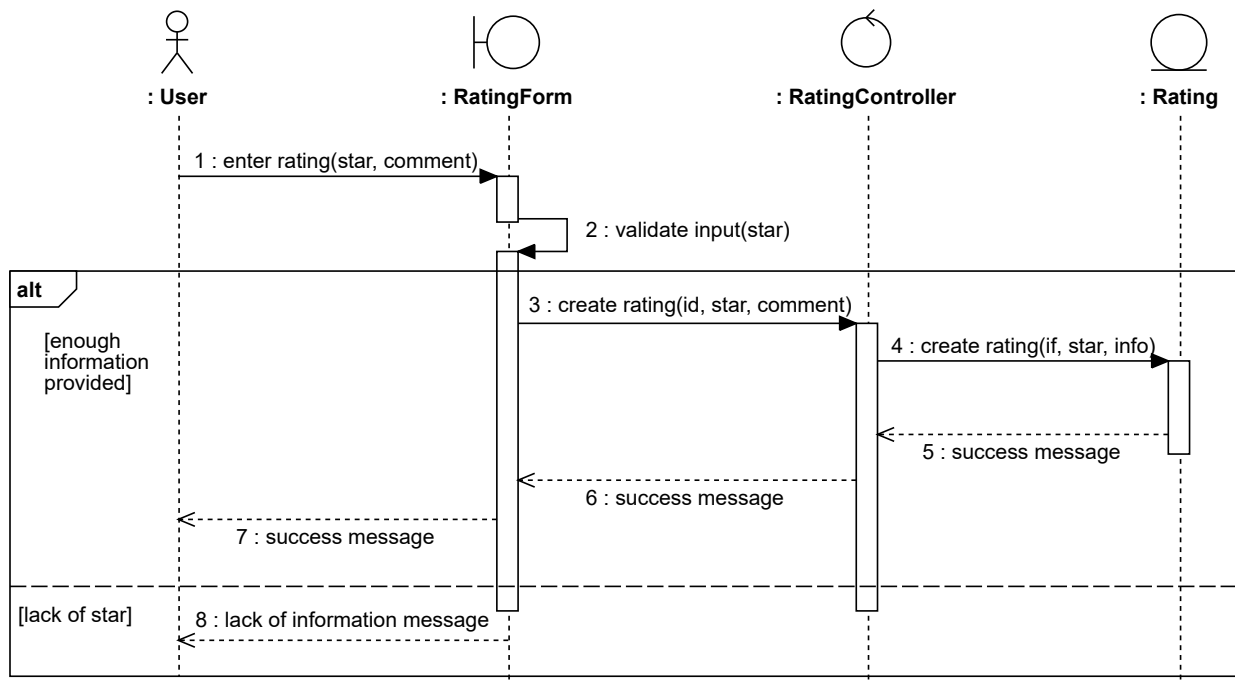 : User
: RatingForm
: RatingController
: Rating
1 : enter rating(star, comment)
2 : validate input(star)
alt
3 : create rating(id, star, comment)
[enough
information
provided]
4 : create rating(if, star, info)
5 : success message
6 : success message
7 : success message
[lack of star]
8 : lack of information message